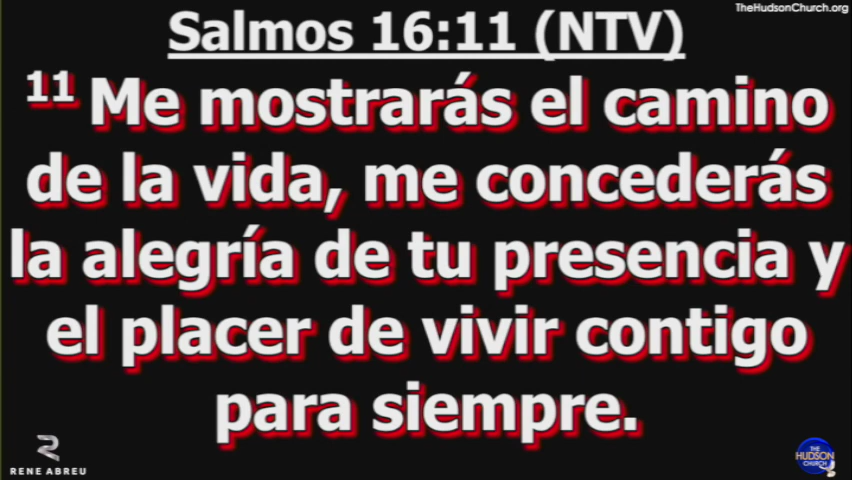 TheHudsonChurch.org
Salmos 16:11 (NTV)
11 Me mostrarás el camino
de la vida, me concederás
la alegría de tu presencia y
el placer de vivir contigo
para siempre.
RENE ABREU
THE
HUDSON
CHURCH